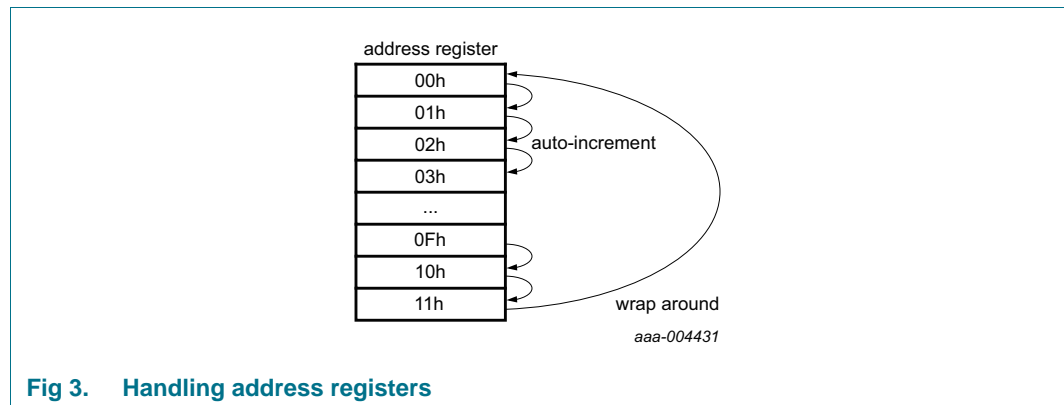 address register
00h
01h
02h
auto-increment
03h
...
0Fh
10h
11h
wrap around
aaa-004431
Fig 3. Handling address registers